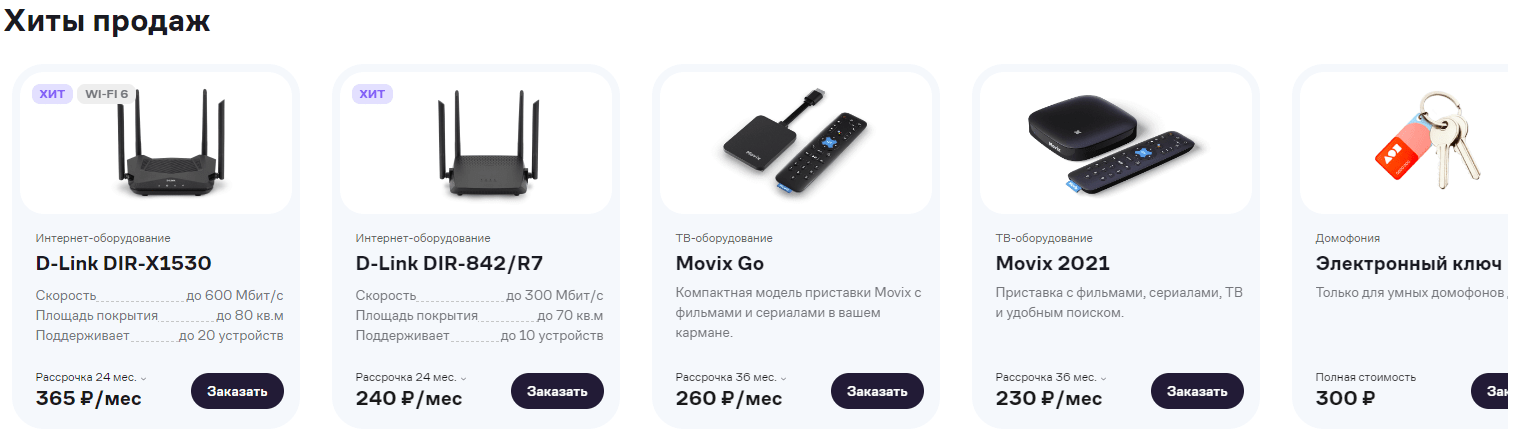 Хиты продаж
ХИТ WI-FI 6
Интернет-оборудование
D-Link DIR-X1530
Скорость до 600 Мбит/с
Площадь покрытия до 80 кв.м
Поддерживает до 20 устройств
Рассрочка 24 мес.
365 ₽/мес
Заказать
ХИТ
Интернет-оборудование
D-Link DIR-842/R7
Скорость до 300 Мбит/с
Площадь покрытия до 70 кв.м
Поддерживает до 10 устройств
Рассрочка 24 мес.
240 ₽/мес
Заказать
Movix
ТВ-оборудование
Movix Go
Компактная модель приставки Movix с
фильмами и сериалами в вашем
кармане.
Рассрочка 36 мес.
260 ₽/мес
Заказать
Movix
ТВ-оборудование
Movix 2021
Приставка с фильмами, сериалами, ТВ
и удобным поиском.
Рассрочка 36 мес.
230 ₽/мес
Заказать
Домофония
Электронный ключ
Только для умных домофонов
Полная стоимость
300 ₽
Зак